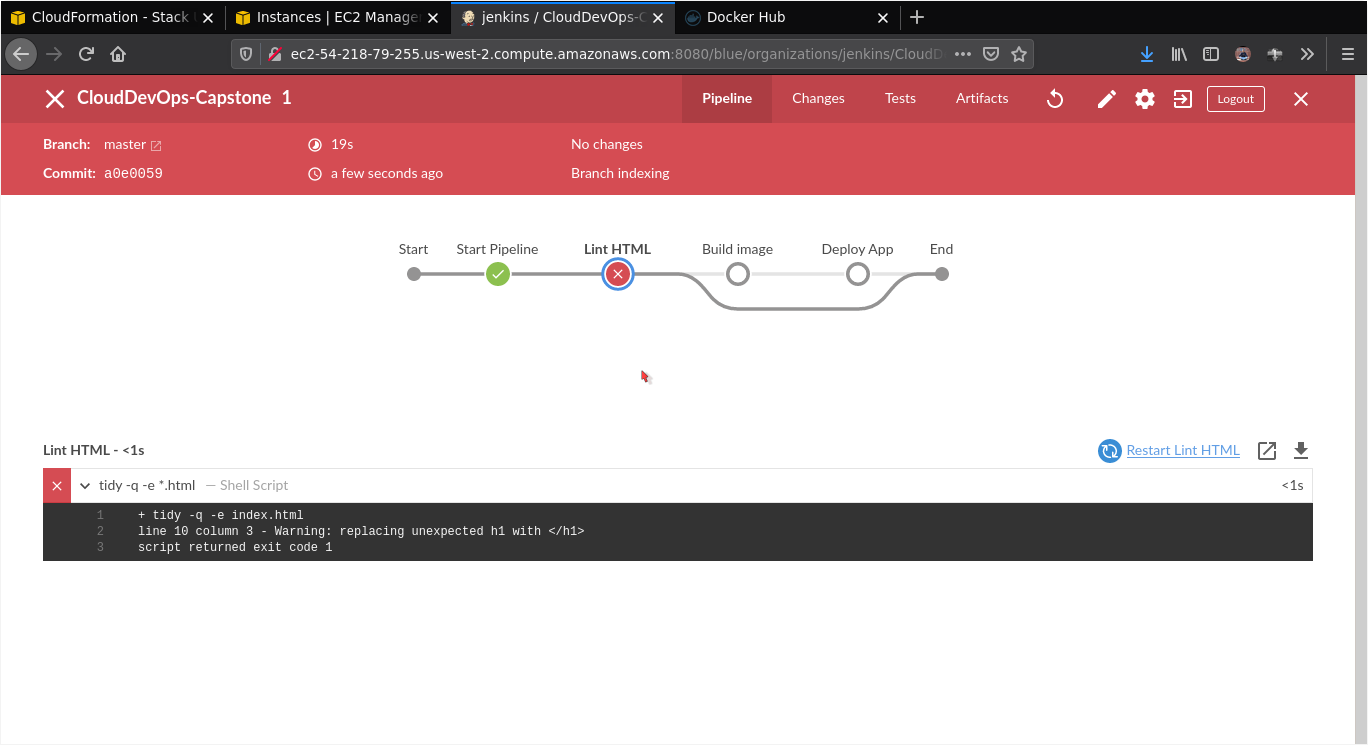 CloudFormation - Stack
Instances | EC2 Manage
jenkins / CloudDevOps-C
Docker Hub
ec2-54-218-79-255.us-west-2.compute.amazonaws.com:8080/blue/organizations/jenkins/CloudD
CloudDevOps-Capstone 1
Pipeline
Changes
Tests
Artifacts
Logout
Branch: master
19s
No changes
Commit: a0e0059
a few seconds ago
Branch indexing
Start
Start Pipeline
Lint HTML
Build image
Deploy App
End
Lint HTML - <1s
Restart Lint HTML
tidy -q -e *.html — Shell Script
<1s
1 + tidy -q -e index.html
2 line 10 column 3 - Warning: replacing unexpected h1 with </h1>
3 script returned exit code 1